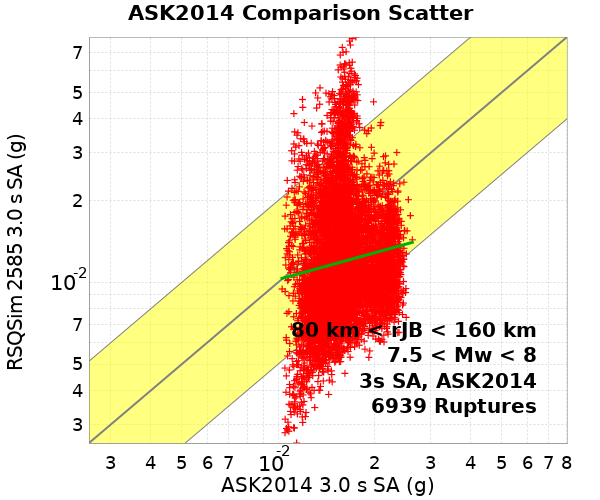 ASK2014 Comparison Scatter
RSQSim 2585 3.0 s SA (g)
7
5
4
3
2
10-2
7
5
4
3
80 km < rJB < 160 km
7.5 < Mw < 8
3s SA, ASK2014
6939 Ruptures
3 4 5 6 7 10-2 2 3 4 5 6 7 8
ASK2014 3.0 s SA (g)